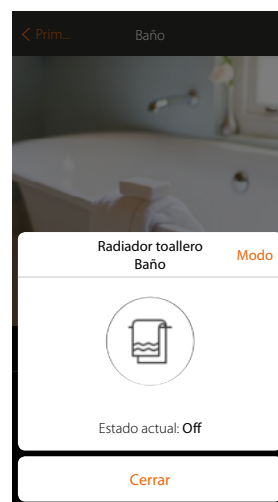 Prim...
Baño
Radiador toallero
Baño
Modo
Estado actual: Off
Cerrar